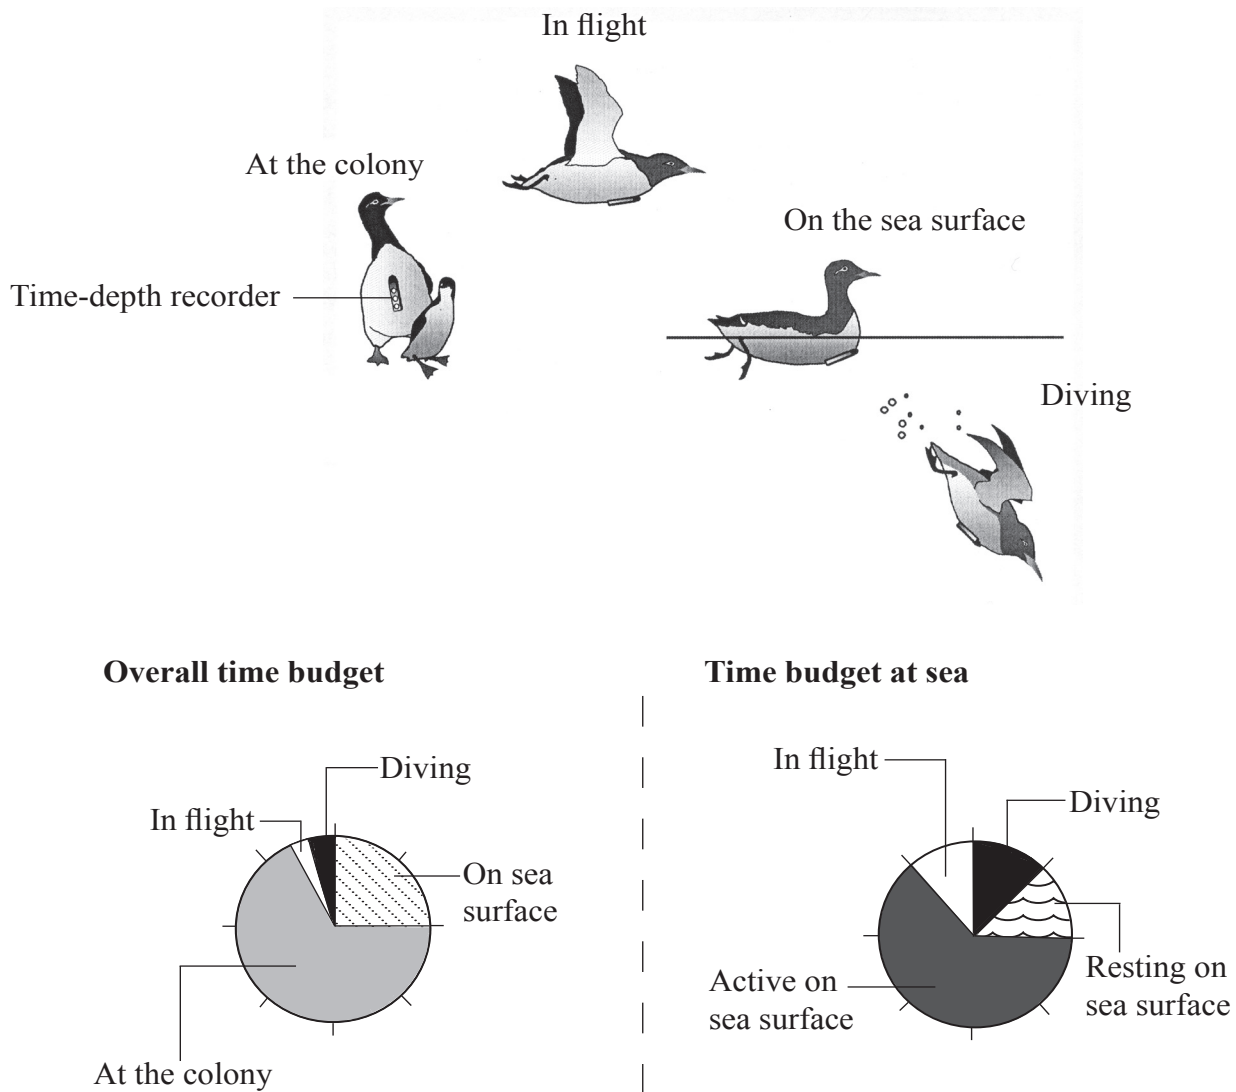 In flight
At the colony
On the sea surface
Time-depth recorder
Diving
Overall time budget
Diving
In flight
On sea
surface
At the colony
Time budget at sea
In flight
Diving
Resting on
sea surface
Active on
sea surface